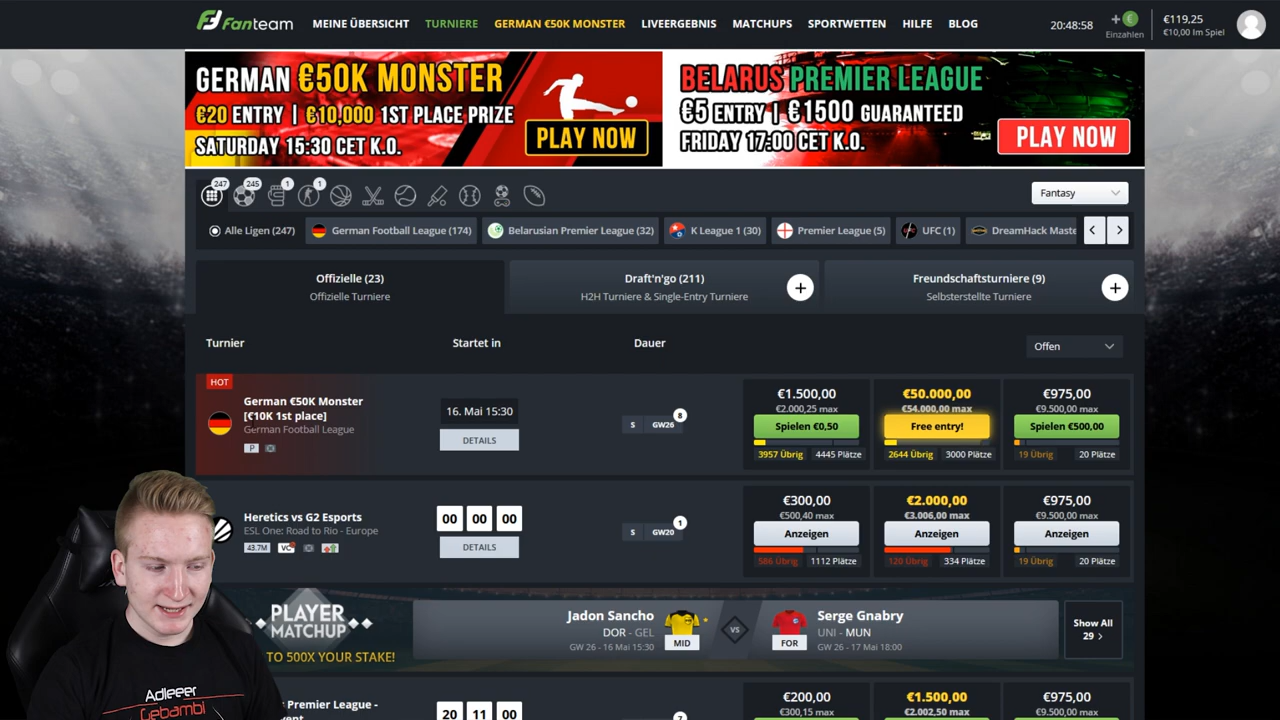 Fanteam
MEINE ÜBERSICHT
TURNIERE
GERMAN €50K MONSTER
LIVEERGEBNIS
MATCHUPS
SPORTWETTEN
HILFE
BLOG
20:48:58
Einzahlen
€119,25
€10,00 Im Spiel
GERMAN €50K MONSTER
€20 ENTRY | €10,000 1ST PLACE PRIZE
SATURDAY 15:30 CET K.O.
PLAY NOW
BELARUS PREMIER LEAGUE
€5 ENTRY | €1500 GUARANTEED
FRIDAY 17:00 CET K.O.
PLAY NOW
247
245
1
1
Fantasy
Alle Ligen (247)
German Football League (174)
Belarusian Premier League (32)
K League 1 (30)
Premier League (5)
UFC (1)
DreamHack Maste
Offizielle (23)
Offizielle Turniere
Draft'n'go (211)
H2H Turniere & Single-Entry Turniere
Freundschaftsturniere (9)
Selbsterstellte Turniere
Turnier
Startet in
Dauer
Offen
HOT
German €50K Monster
[€10K 1st place]
German Football League
P
16. Mai 15:30
DETAILS
S GW26 8
€1.500,00
€2.000,25 max
Spielen €0,50
3957 Übrig 4445 Plätze
€50.000,00
€54.000,00 max
Free entry!
2644 Übrig 3000 Plätze
€975,00
€9.500,00 max
Spielen €500,00
19 Übrig 20 Plätze
Heretics vs G2 Esports
ESL One: Road to Rio - Europe
43.7M VC
00 00 00
DETAILS
S GW20 1
€300,00
€500,40 max
Anzeigen
586 Übrig 1112 Plätze
€2.000,00
€3.006,00 max
Anzeigen
120 Übrig 334 Plätze
€975,00
€9.500,00 max
Anzeigen
19 Übrig 20 Plätze
PLAYER
MATCHUP
TO 500X YOUR STAKE!
Jadon Sancho
DOR - GEL
GW 26 - 16 Mai 15:30
MID
VS
FOR
Serge Gnabry
UNI - MUN
GW 26 - 17 Mai 18:00
Show All
29
Premier League -
20 11 00
7
€200,00
€300,15 max
€1.500,00
€2.002,50 max
€975,00
€9.500,00 max
Adleeer
Gebambi